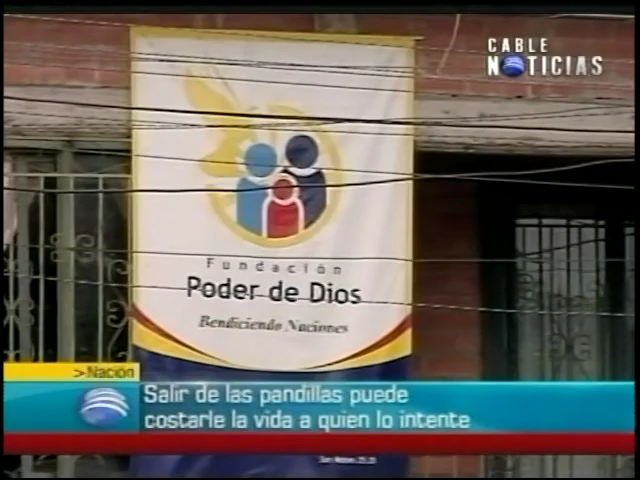 CABLE
NOTICIAS
Fundación
Poder de Dios
Bendiciendo Naciones
>Nación
Salir de las pandillas puede
costarle la vida a quien lo intente